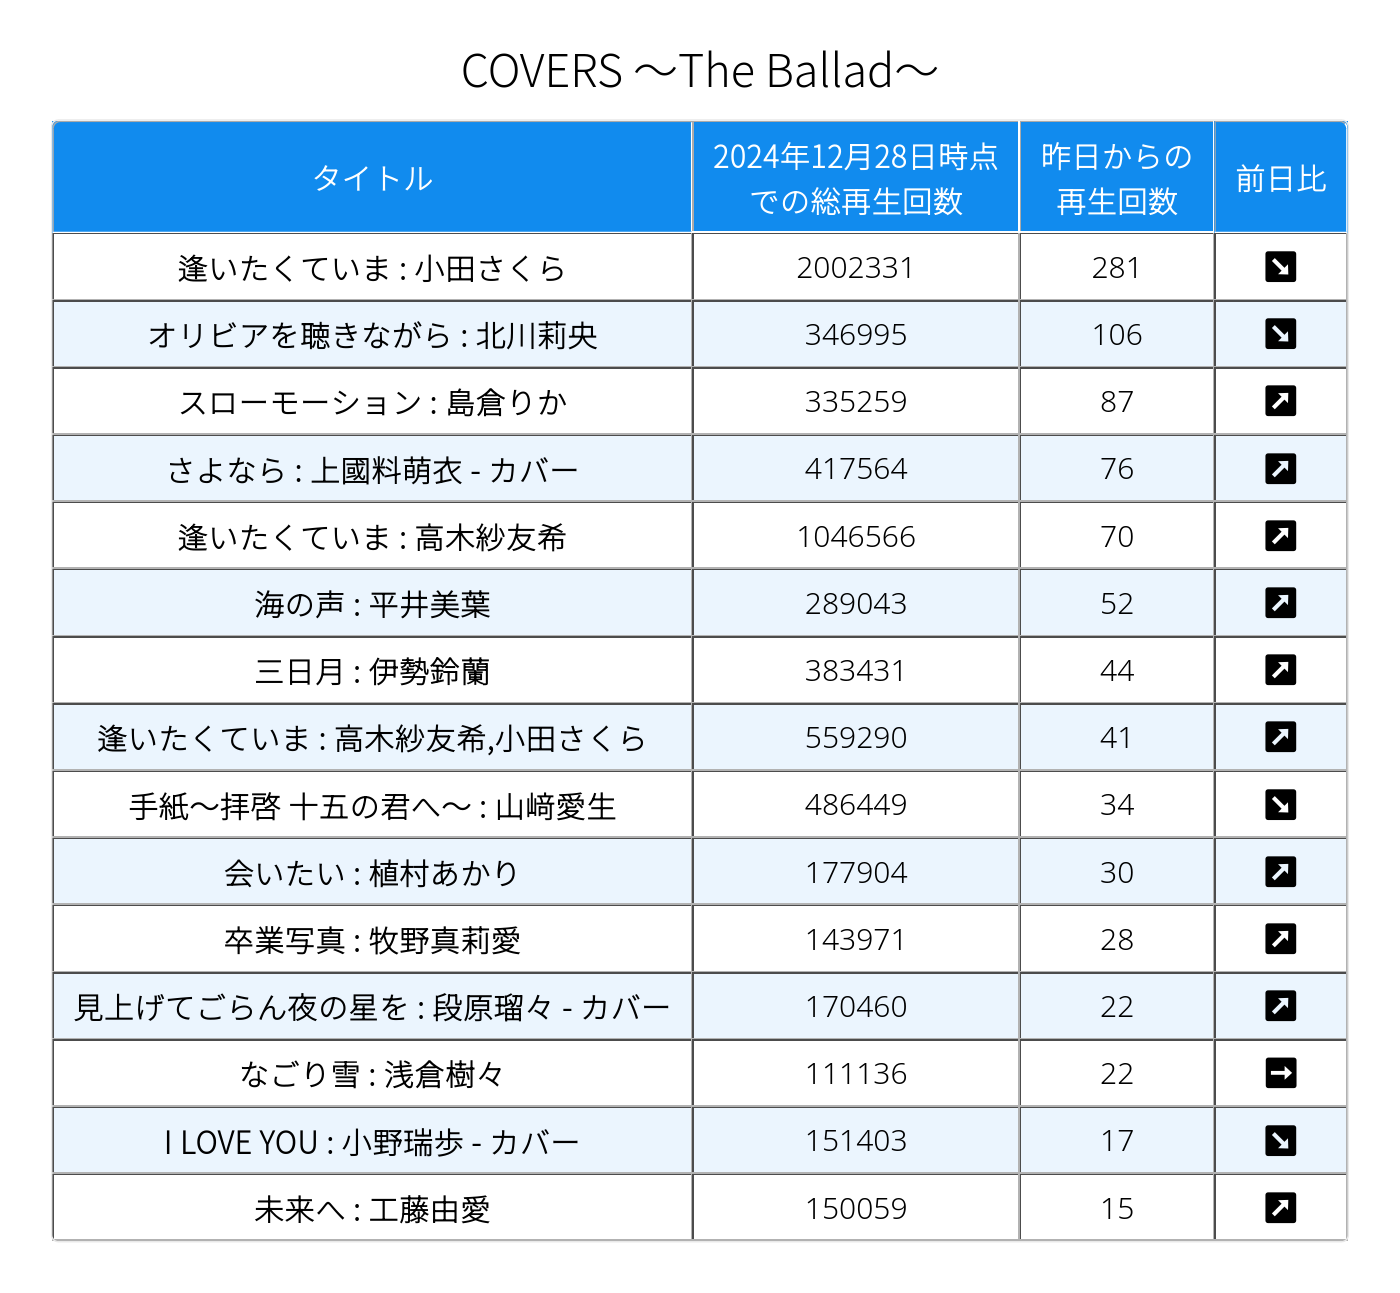 COVERS ～The Ballad～
タイトル 2024年12月28日時点での総再生回数 昨日からの再生回数 前日比
逢いたくていま : 小田さくら 2002331 281 ↘
オリビアを聴きながら : 北川莉央 346995 106 ↘
スローモーション : 島倉りか 335259 87 ↗
さよなら : 上國料萌衣 - カバー 417564 76 ↗
逢いたくていま : 高木紗友希 1046566 70 ↗
海の声 : 平井美葉 289043 52 ↗
三日月 : 伊勢鈴蘭 383431 44 ↗
逢いたくていま : 高木紗友希,小田さくら 559290 41 ↗
手紙～拝啓 十五の君へ～ : 山﨑愛生 486449 34 ↘
会いたい : 植村あかり 177904 30 ↗
卒業写真 : 牧野真莉愛 143971 28 ↗
見上げてごらん夜の星を : 段原瑠々 - カバー 170460 22 ↗
なごり雪 : 浅倉樹々 111136 22 →
I LOVE YOU : 小野瑞歩 - カバー 151403 17 ↘
未来へ : 工藤由愛 150059 15 ↗